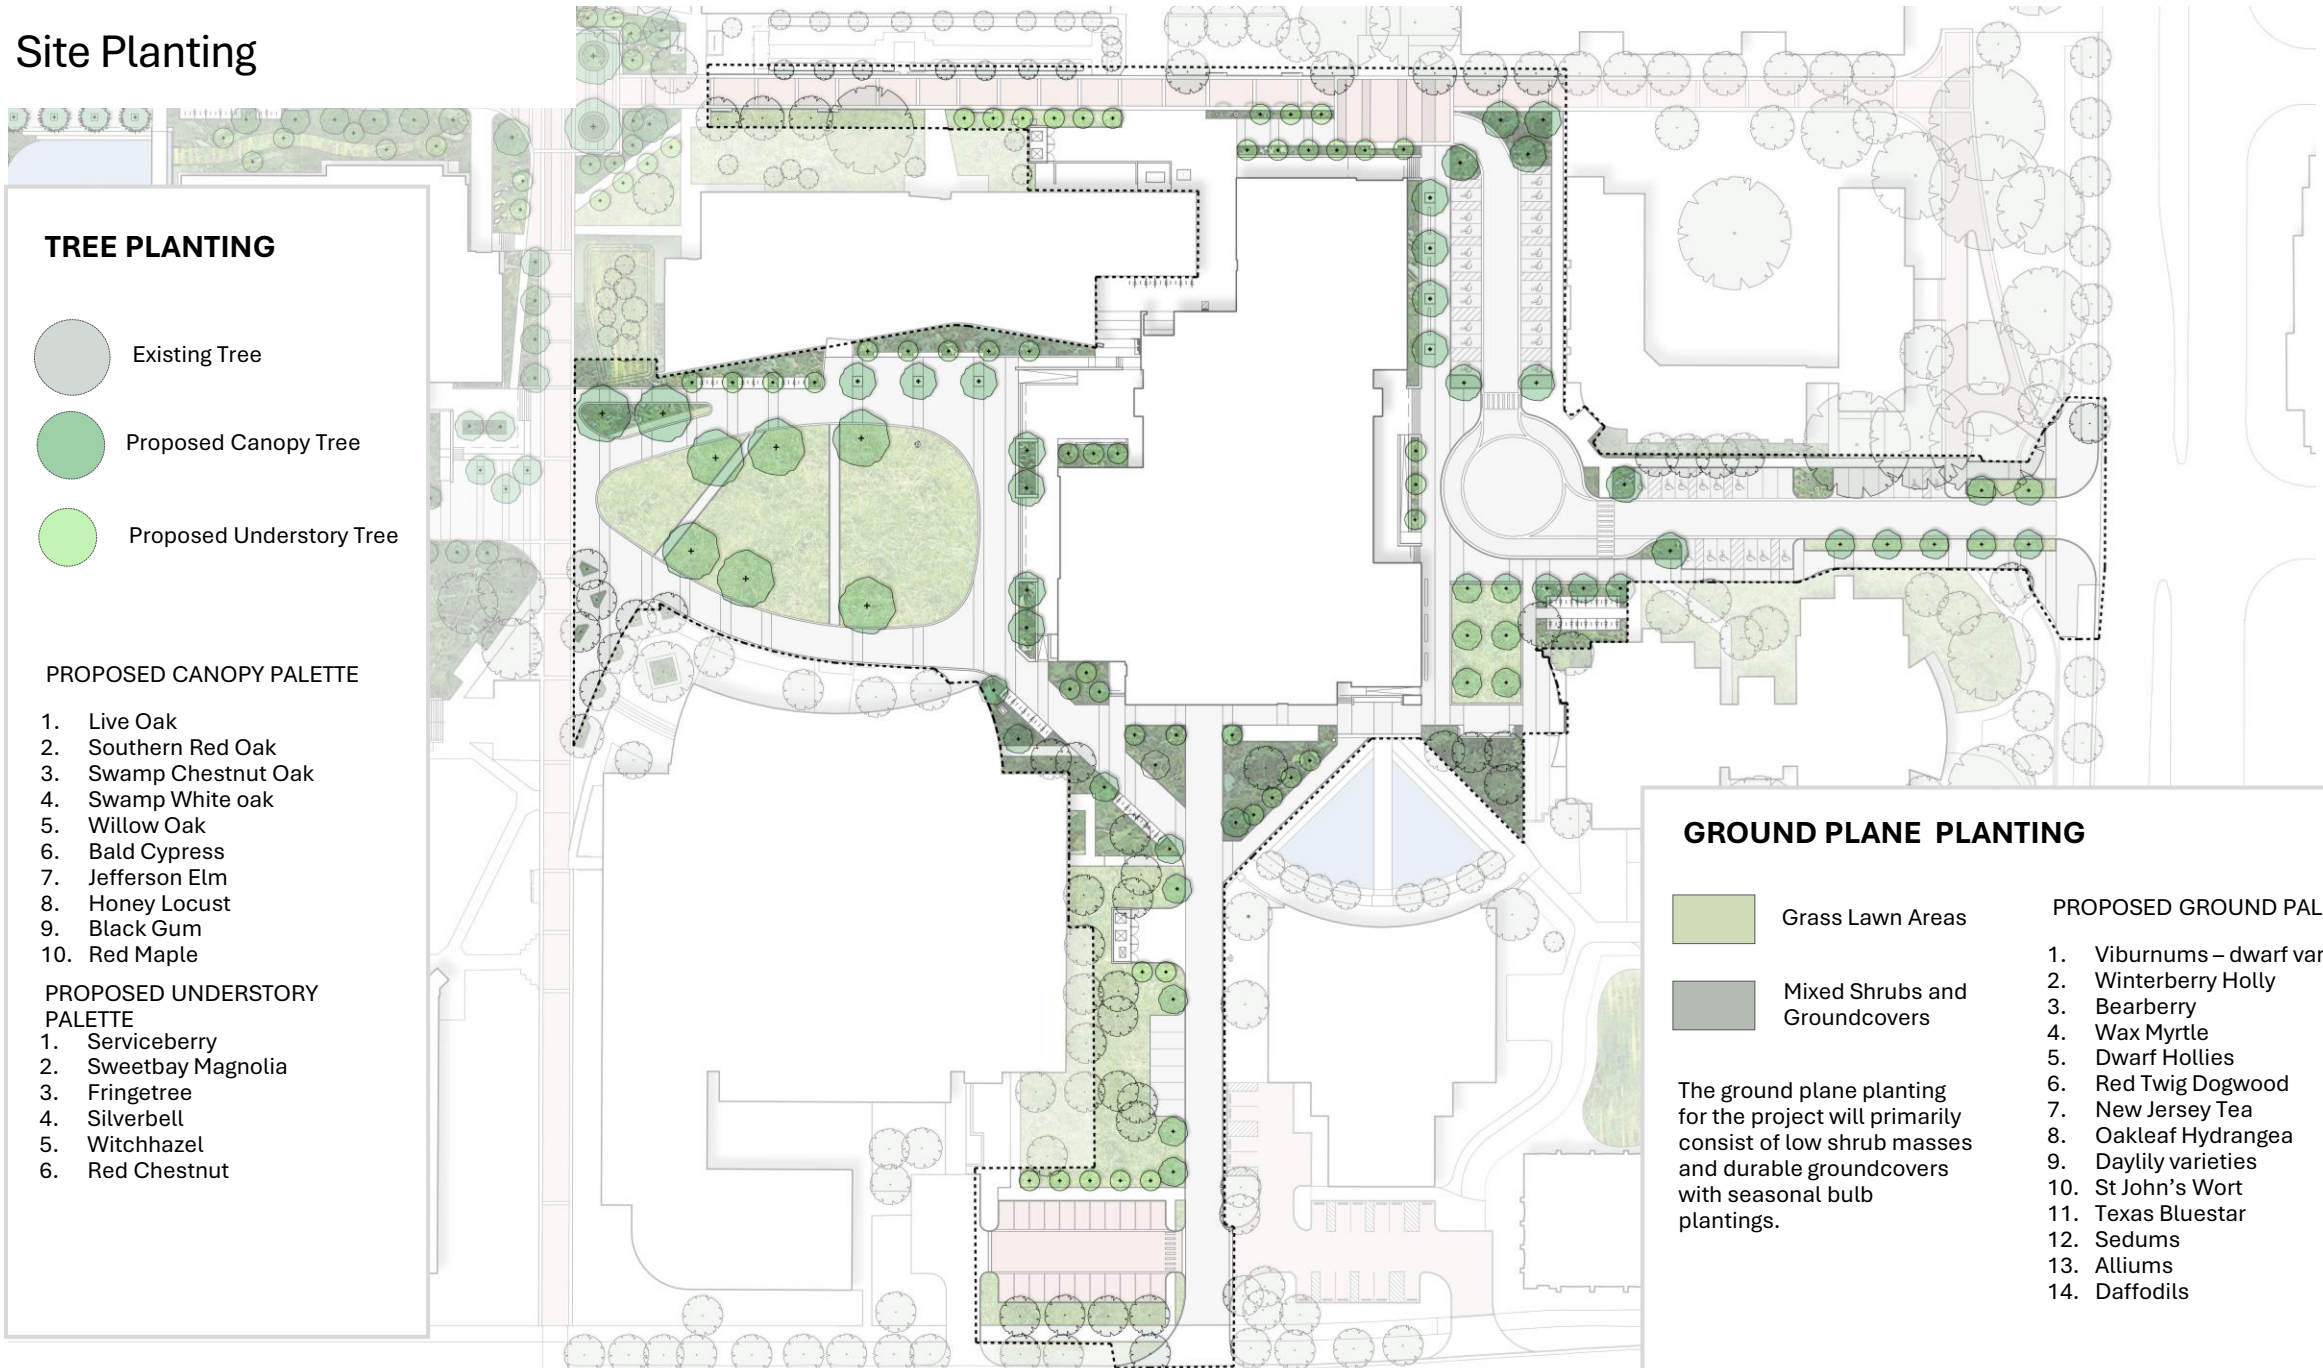 Site Planting
TREE PLANTING
Existing Tree
Proposed Canopy Tree
Proposed Understory Tree
PROPOSED CANOPY PALETTE
1. Live Oak
2. Southern Red Oak
3. Swamp Chestnut Oak
4. Swamp White oak
5. Willow Oak
6. Bald Cypress
7. Jefferson Elm
8. Honey Locust
9. Black Gum
10. Red Maple
PROPOSED UNDERSTORY
PALETTE
1. Serviceberry
2. Sweetbay Magnolia
3. Fringetree
4. Silverbell
5. Witchhazel
6. Red Chestnut
GROUND PLANE PLANTING
Grass Lawn Areas
Mixed Shrubs and
Groundcovers
The ground plane planting
for the project will primarily
consist of low shrub masses
and durable groundcovers
with seasonal bulb
plantings.
PROPOSED GROUND PAL
1. Viburnums – dwarf var
2. Winterberry Holly
3. Bearberry
4. Wax Myrtle
5. Dwarf Hollies
6. Red Twig Dogwood
7. New Jersey Tea
8. Oakleaf Hydrangea
9. Daylily varieties
10. St John’s Wort
11. Texas Bluestar
12. Sedums
13. Alliums
14. Daffodils